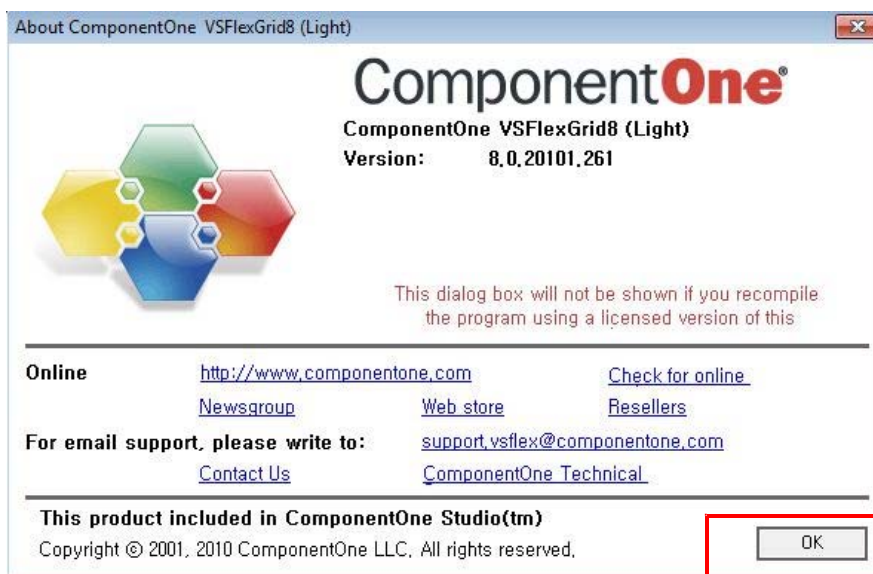 About ComponentOne VSFlexGrid8 (Light)
ComponentOne®
ComponentOne VSFlexGrid8 (Light)
Version: 8.0.20101.261
This dialog box will not be shown if you recompile
the program using a licensed version of this
Online http://www.componentone.com Check for online
Newsgroup Web store Resellers
For email support, please write to: support.vsflex@componentone.com
Contact Us ComponentOne Technical
This product included in ComponentOne Studio(tm)
Copyright © 2001, 2010 ComponentOne LLC. All rights reserved.
OK